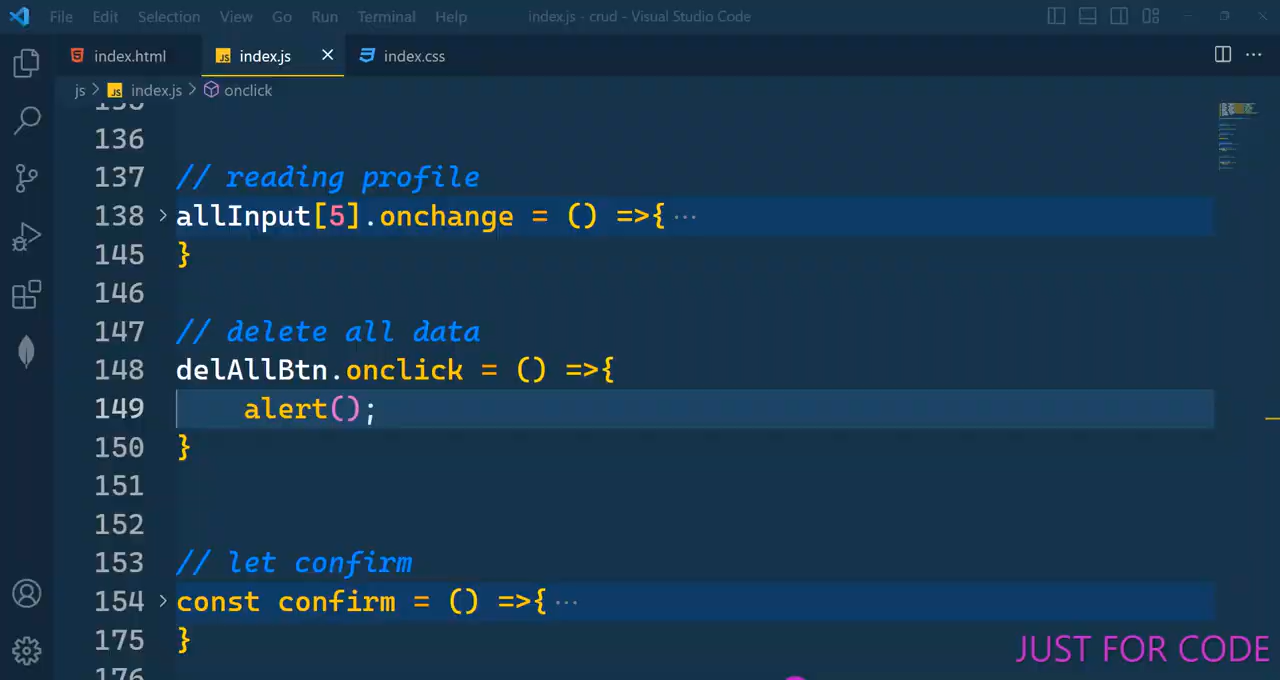 File Edit Selection View Go Run Terminal Help index.js - crud - Visual Studio Code
index.html JS index.js index.css
js > JS index.js > onclick
136
137 // reading profile
138 allInput[5].onchange = () =>{ ···
145 }
146
147 // delete all data
148 delAllBtn.onclick = () =>{
149 alert();
150 }
151
152
153 // let confirm
154 const confirm = () =>{ ···
175 }
176
JUST FOR CODE